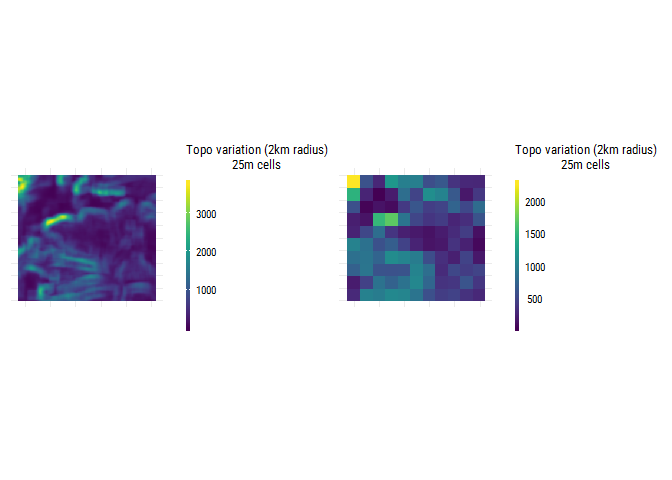 Topo variation (2km radius)
25m cells
3000
2000
1000
Topo variation (2km radius)
25m cells
2000
1500
1000
500